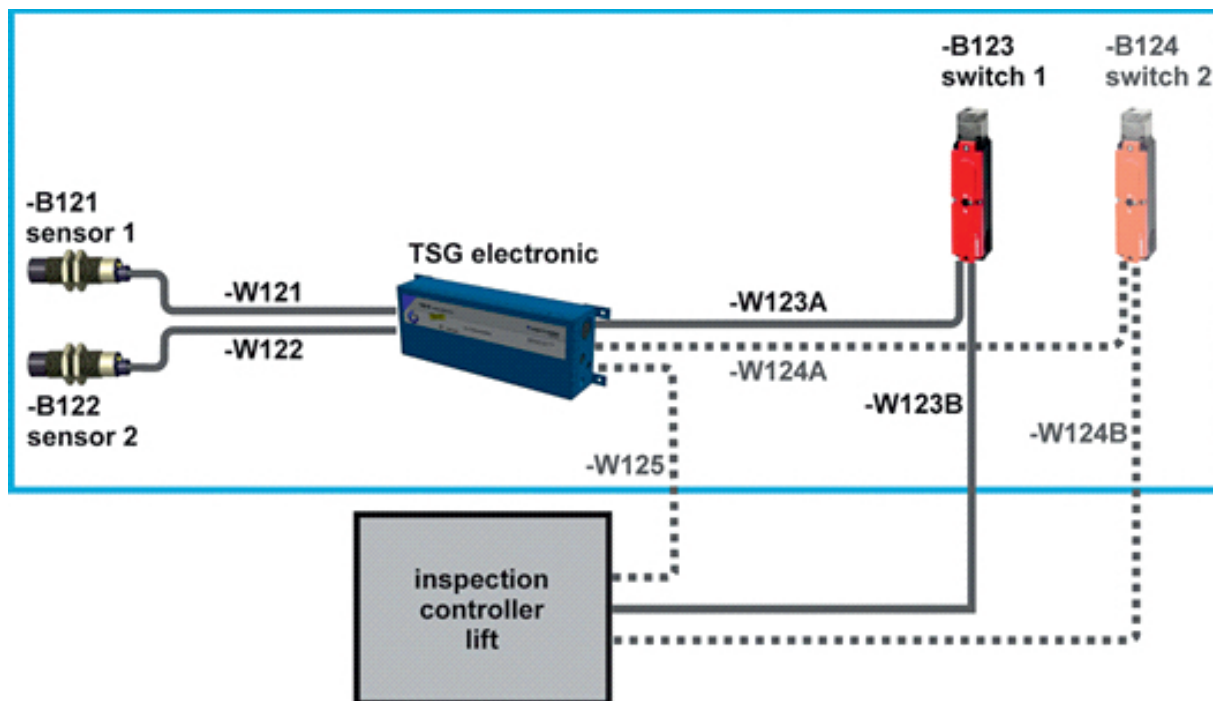 -B123
switch 1
-B124
switch 2
-B121
sensor 1
TSG electronic
-W121
-W123A
-W122
-W124A
-B122
sensor 2
-W123B
-W124B
-W125
inspection
controller
lift